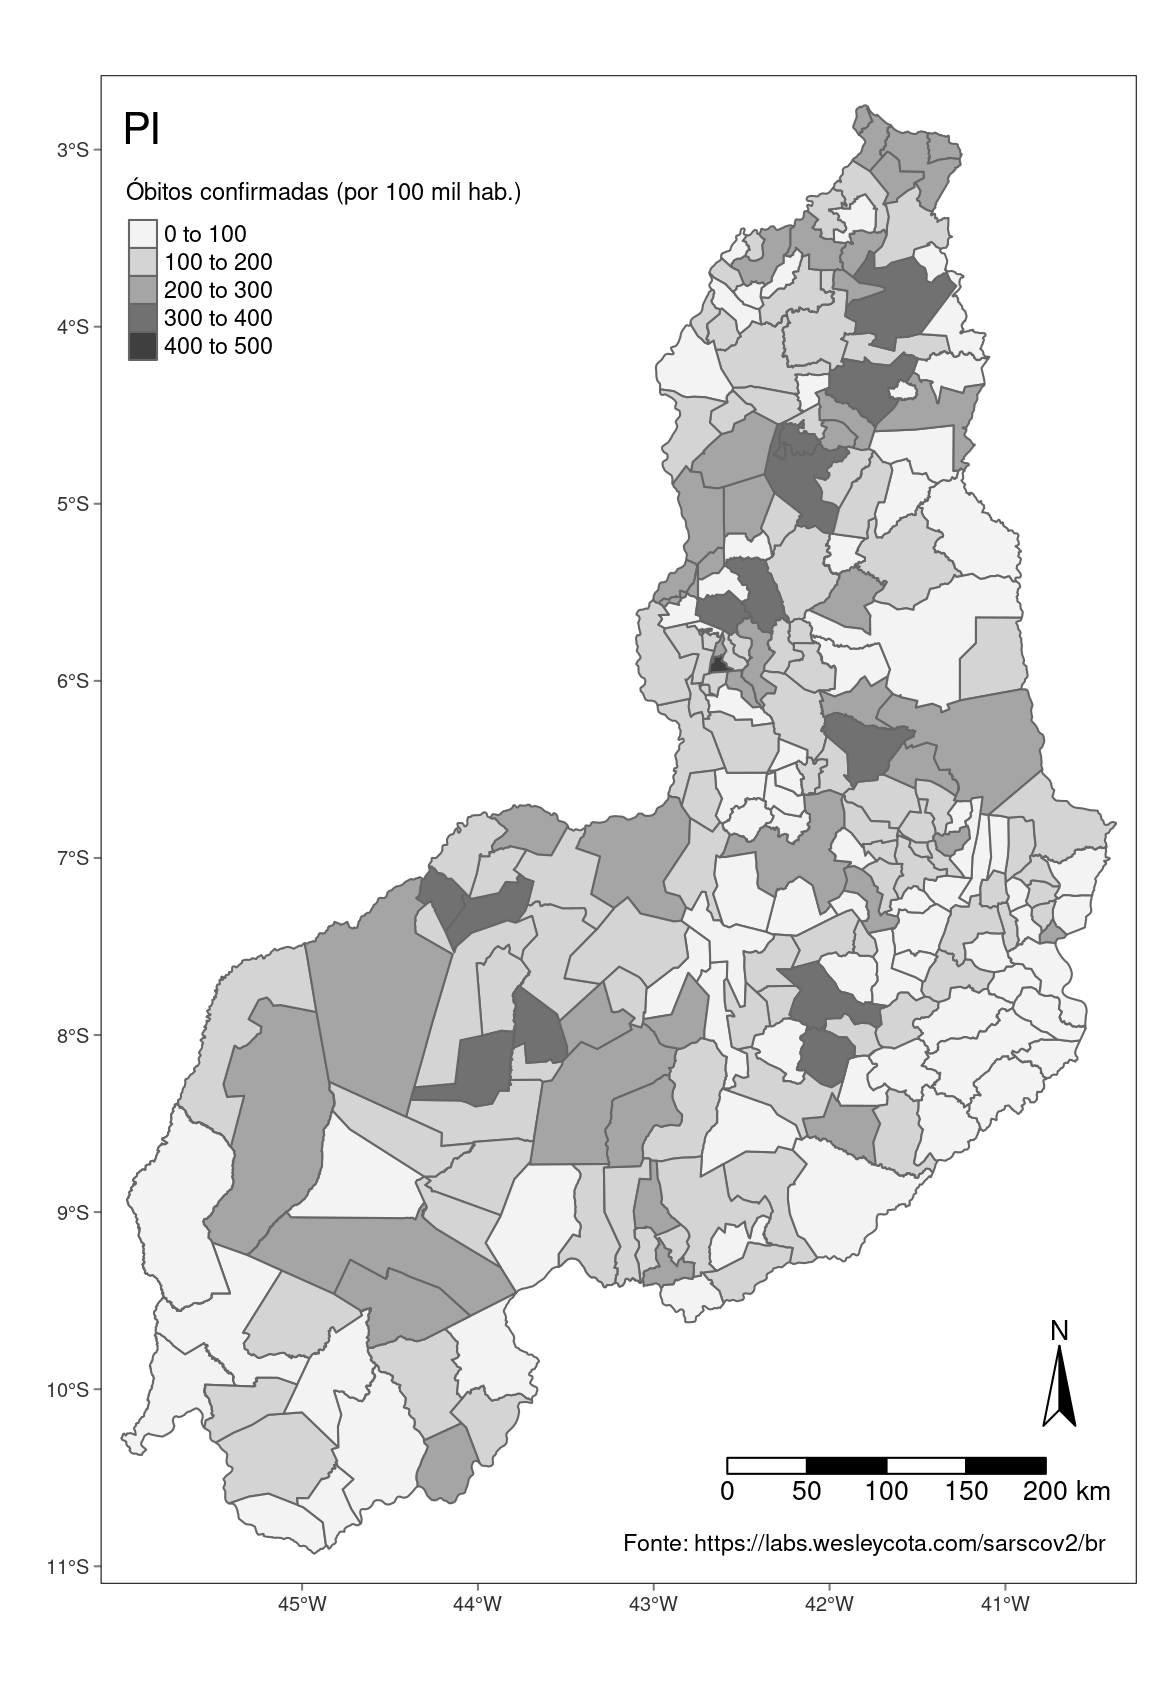 PI
Óbitos confirmadas (por 100 mil hab.)
0 to 100
100 to 200
200 to 300
300 to 400
400 to 500
3°S
4°S
5°S
6°S
7°S
8°S
9°S
10°S
11°S
N
0 50 100 150 200 km
Fonte: https://labs.wesleycota.com/sarscov2/br
45°W 44°W 43°W 42°W 41°W